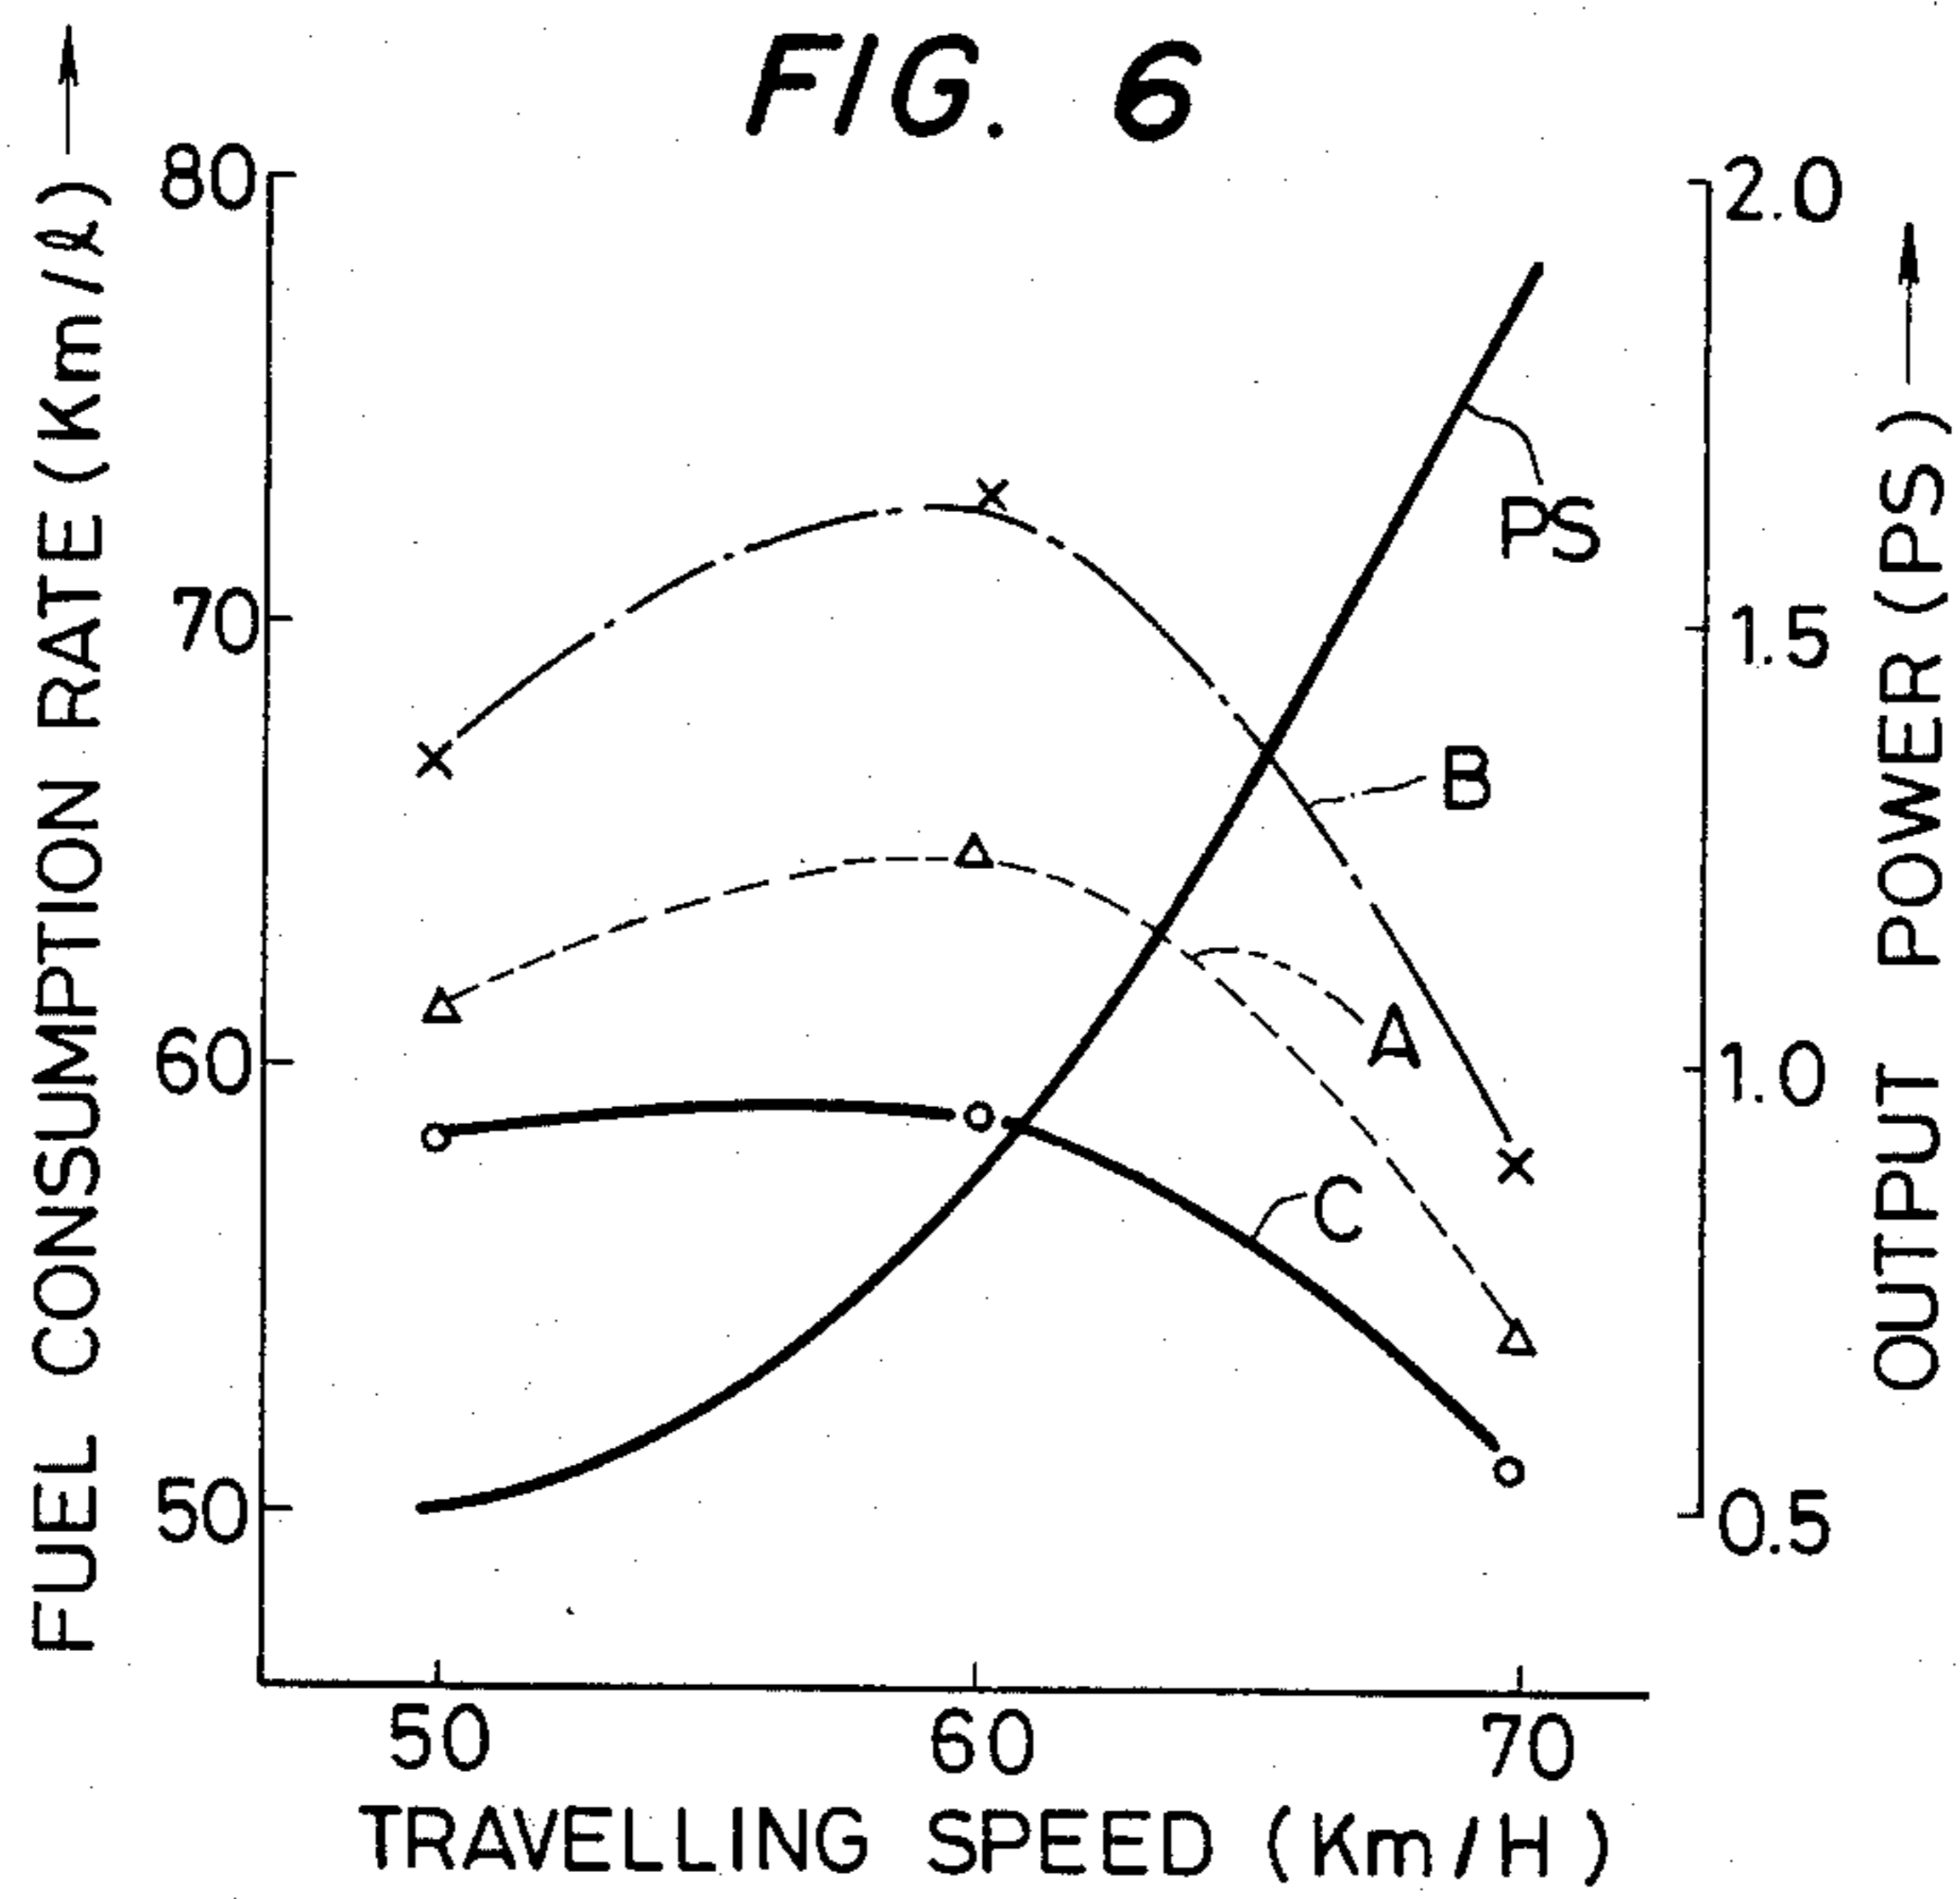 FIG. 6
FUEL CONSUMPTION RATE (Km/ℓ)
80
70
60
50
2.0
1.5
1.0
0.5
OUTPUT POWER (PS)
PS
B
A
C
50 60 70
TRAVELLING SPEED (Km/H)